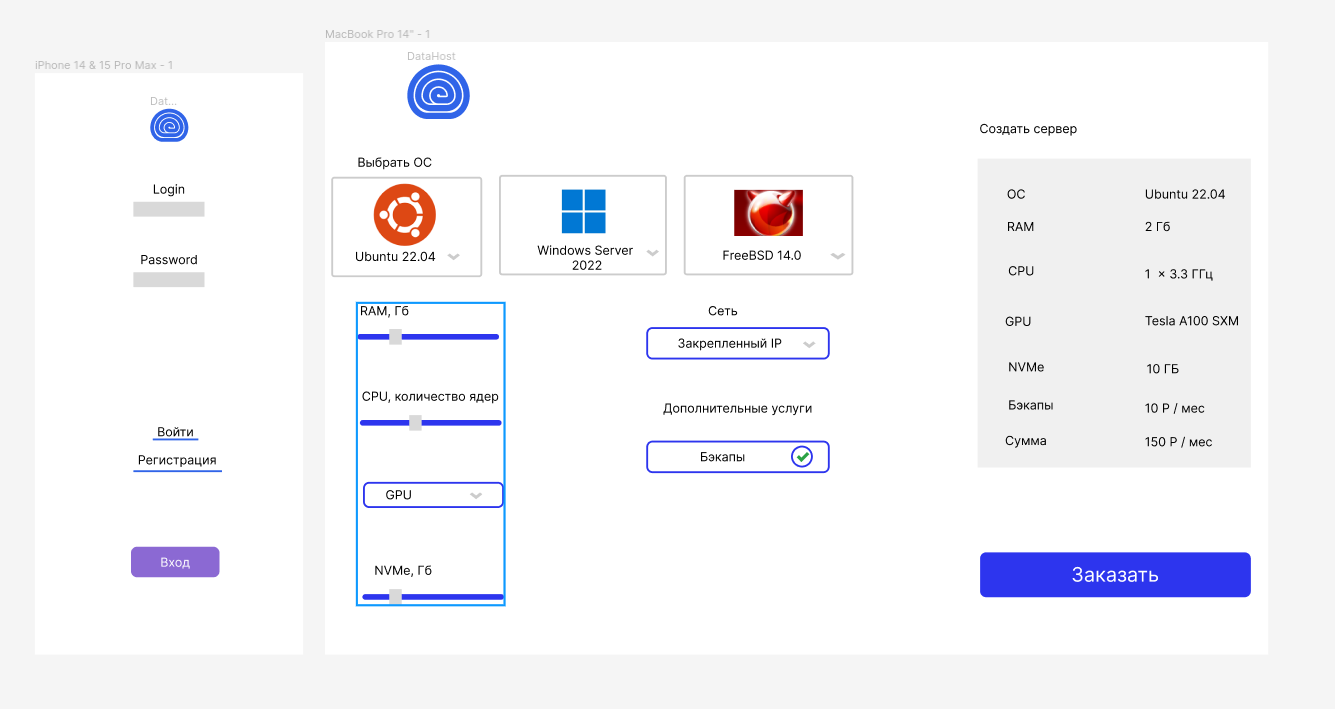 iPhone 14 & 15 Pro Max - 1
Dat...
Login
Password
Войти
Регистрация
Вход
MacBook Pro 14" - 1
DataHost
Выбрать ОС
Ubuntu 22.04
Windows Server
2022
FreeBSD 14.0
RAM, Гб
CPU, количество ядер
GPU
NVMe, Гб
Сеть
Закрепленный IP
Дополнительные услуги
Бэкапы
Создать сервер
ОС Ubuntu 22.04
RAM 2 Гб
CPU 1 × 3.3 ГГц
GPU Tesla A100 SXM
NVMe 10 ГБ
Бэкапы 10 Р / мес
Сумма 150 Р / мес
Заказать